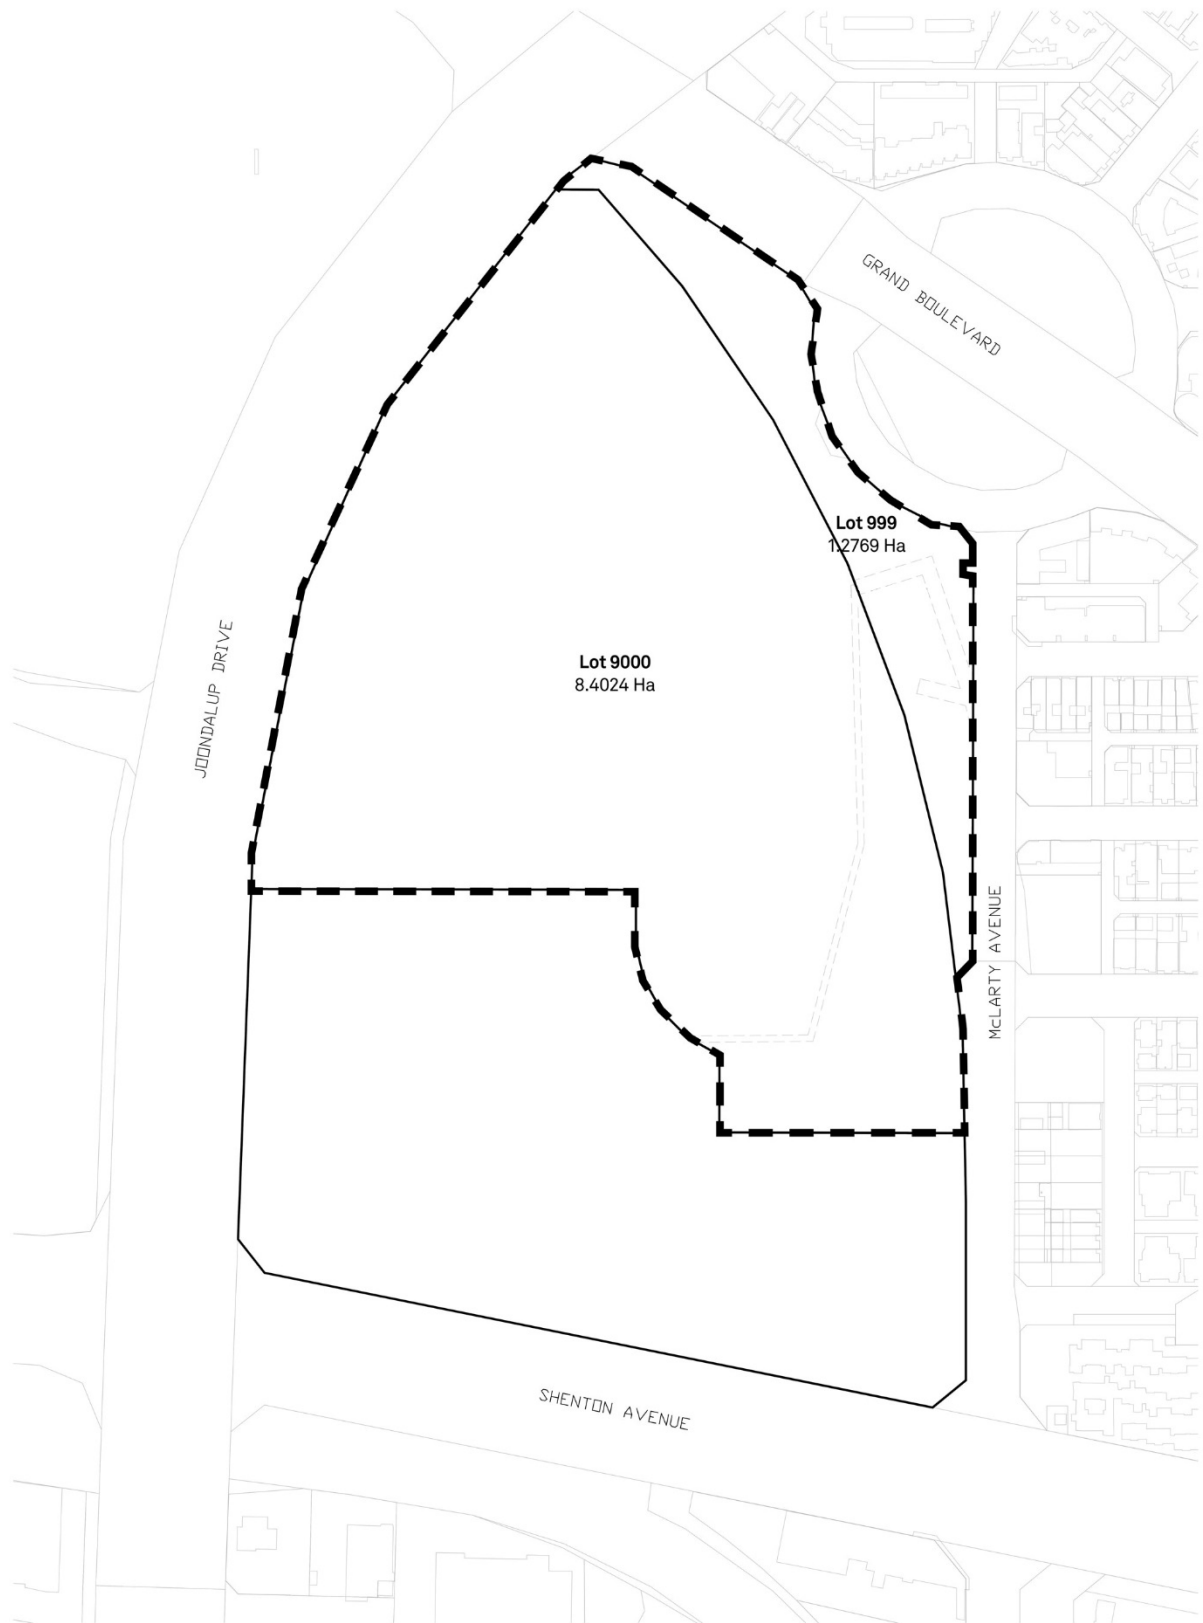 GRAND BOULEVARD
Lot 999
1.2769 Ha
JOONDALUP DRIVE
Lot 9000
8.4024 Ha
McLARTY AVENUE
SHENTON AVENUE